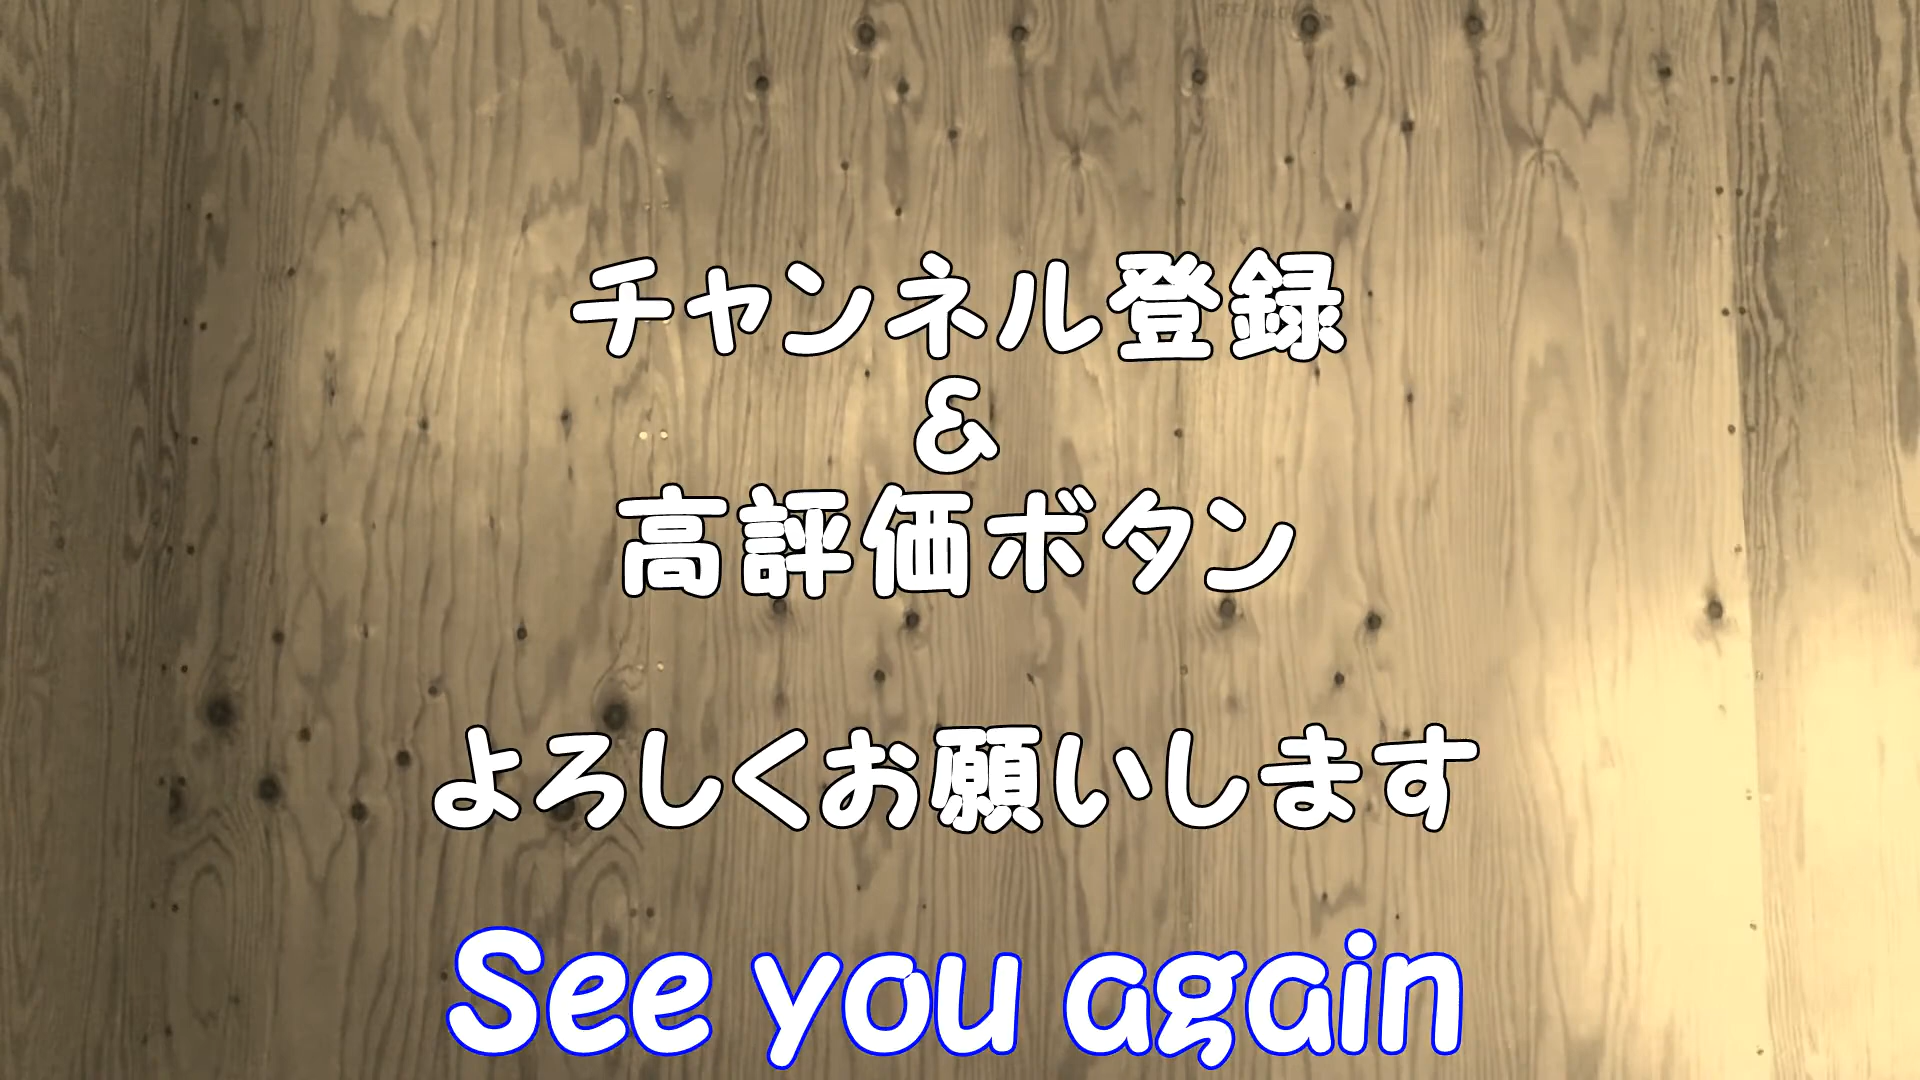 チャンネル登録
&
高評価ボタン
よろしくお願いします
See you again